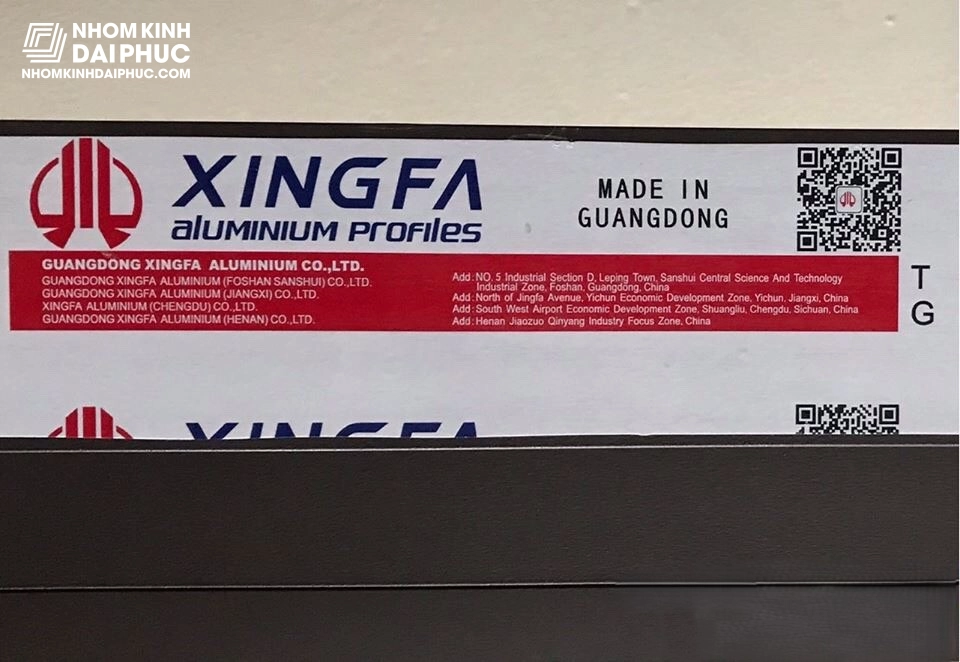 NHOM KINH
DAI PHUC
NHOMKINHDAIPHUC.COM
XINGFA
aLUMINIUM PrOFIles
MADE IN
GUANGDONG
GUANGDONG XINGFA ALUMINIUM CO.,LTD.
GUANGDONG XINGFA ALUMINIUM (FOSHAN SANSHUI) CO.,LTD.
GUANGDONG XINGFA ALUMINIUM (JIANGXI) CO.,LTD.
XINGFA ALUMINIUM (CHENGDU) CO.,LTD.
GUANGDONG XINGFA ALUMINIUM (HENAN) CO.,LTD.
Add: NO. 5 Industrial Section D, Leping Town, Sanshui Central Science And Technology
Industrial Zone, Foshan, Guangdong, China
Add: North of Jingfa Avenue, Yichun Economic Development Zone, Yichun, Jiangxi, China
Add: South West Airport Economic Development Zone, Shuangliu, Chengdu, Sichuan, China
Add: Henan Jiaozuo Qinyang Industry Focus Zone, China
T
G
XINGFA